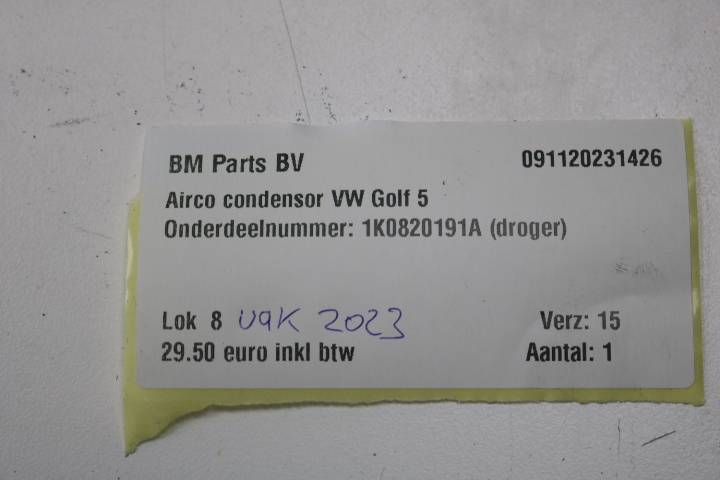 BM Parts BV 091120231426
Airco condensor VW Golf 5
Onderdeelnummer: 1K0820191A (droger)
Lok 8 vak 2023 Verz: 15
29.50 euro inkl btw Aantal: 1